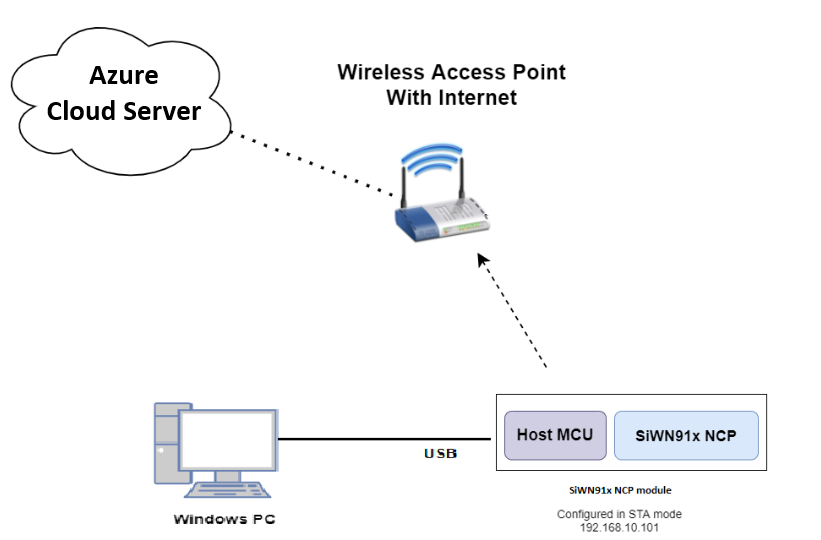 Azure
Cloud Server
Wireless Access Point
With Internet
USB
Host MCU
SiWN91x NCP
SiWN91x NCP module
Configured in STA mode
192.168.10.101
Windows PC